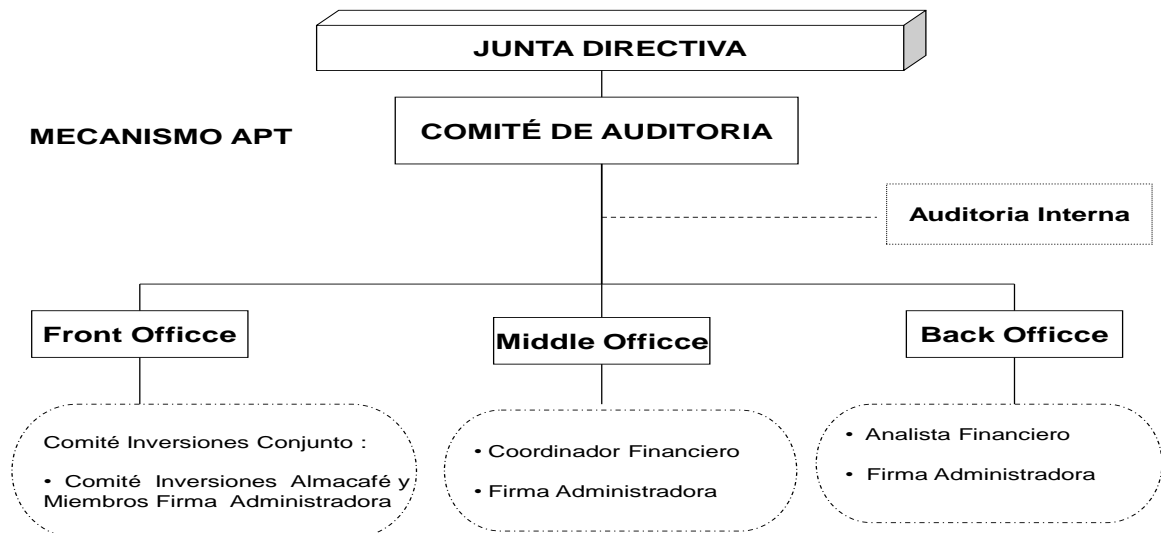 JUNTA DIRECTIVA
COMITÉ DE AUDITORIA
MECANISMO APT
Auditoria Interna
Front Officce
Middle Officce
Back Officce
Comité Inversiones Conjunto :
• Comité Inversiones Almacafé y
Miembros Firma Administradora
• Coordinador Financiero
• Firma Administradora
• Analista Financiero
• Firma Administradora